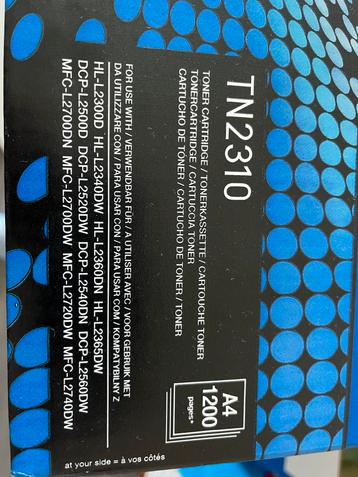 TN2310
TONER CARTRIDGE / TONERKASSETTE / CARTOUCHE TONER
TONERCARTRIDGE / CARTUCCIA TONER
CARTUCHO DE TÓNER / CARTUCHO DE TONER / TONER
A4
1200
pages*
FOR USE WITH / VERWENDBAR FÜR / A UTILISER AVEC / VOOR GEBRUIK MET
DA UTILIZZARE CON / PARA USAR CON / PARA USAR COM / KOMPATYBILNY Z
HL-L2300D HL-L2340DW HL-L2360DN HL-L2365DW
DCP-L2500D DCP-L2520DW DCP-L2540DN DCP-L2560DW
MFC-L2700DN MFC-L2700DW MFC-L2720DW MFC-L2740DW
at your side = à vos côtés